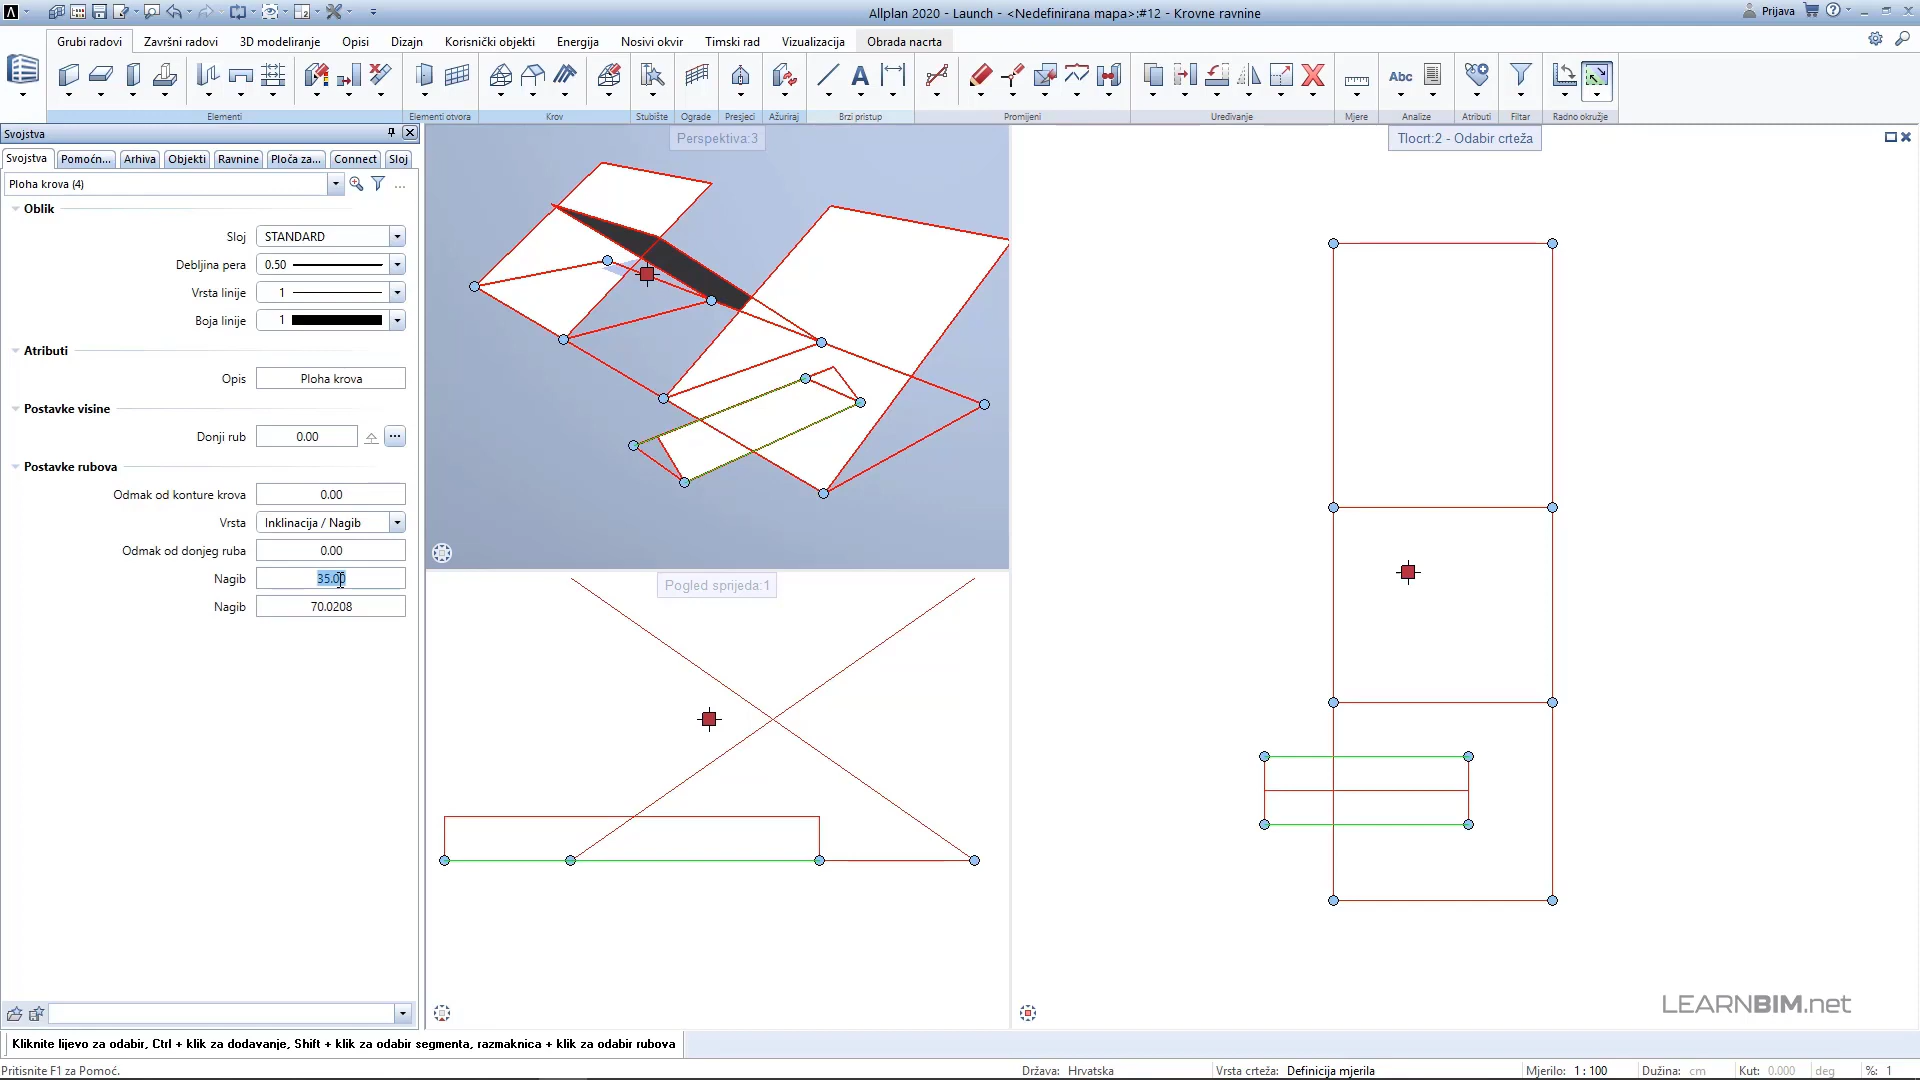 Allplan 2020 - Launch - <Nedefinirana mapa>:#12 - Krovne ravnine
Prijava
Grubi radovi
Završni radovi
3D modeliranje
Opisi
Dizajn
Korisnički objekti
Energija
Nosivi okvir
Timski rad
Vizualizacija
Obrada nacrta
Abc
Elementi
Elementi otvora
Krov
Stubište
Ograde
Presjeci
Ažuriraj
Brzi pristup
Promijeni
Uređivanje
Mjere
Analize
Atributi
Filtar
Radno okružje
Svojstva
Svojstva
Pomoćn...
Arhiva
Objekti
Ravnine
Ploča za...
Connect
Sloj
Ploha krova (4)
Oblik
Sloj STANDARD
Debljina pera 0.50
Vrsta linije 1
Boja linije 1
Atributi
Opis Ploha krova
Postavke visine
Donji rub 0.00
Postavke rubova
Odmak od konture krova 0.00
Vrsta Inklinacija / Nagib
Odmak od donjeg ruba 0.00
Nagib 35.00
Nagib 70.0208
Perspektiva:3
Pogled sprijeda:1
Tlocrt:2 - Odabir crteža
LEARNBIM.net
Kliknite lijevo za odabir, Ctrl + klik za dodavanje, Shift + klik za odabir segmenta, razmaknica + klik za odabir rubova
Pritisnite F1 za Pomoć.
Država: Hrvatska
Vrsta crteža: Definicija mjerila
Mjerilo: 1 : 100
Dužina: cm
Kut: 0.000 deg
%: 1